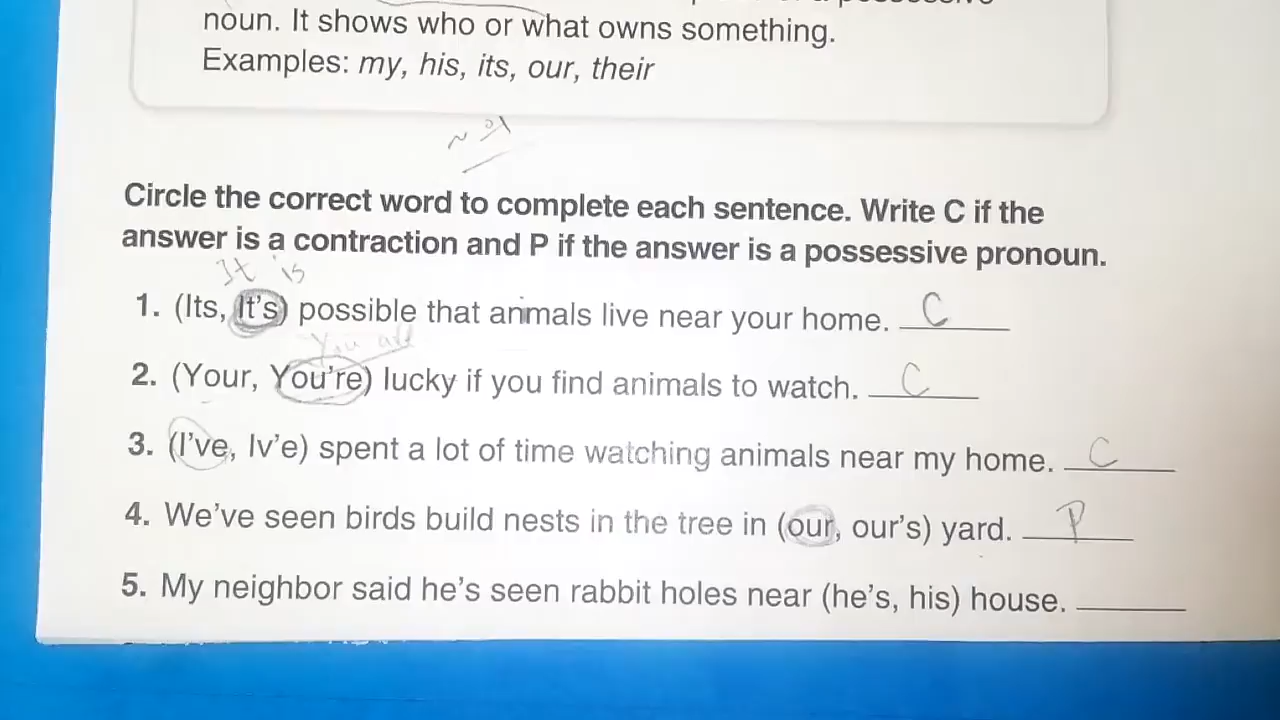 noun. It shows who or what owns something.
Examples: my, his, its, our, their
Circle the correct word to complete each sentence. Write C if the
answer is a contraction and P if the answer is a possessive pronoun.
It is
1. (Its, It's) possible that animals live near your home. C
You are
2. (Your, You're) lucky if you find animals to watch. C
3. (I've, Iv'e) spent a lot of time watching animals near my home. C
4. We've seen birds build nests in the tree in (our, our's) yard. P
5. My neighbor said he's seen rabbit holes near (he's, his) house.